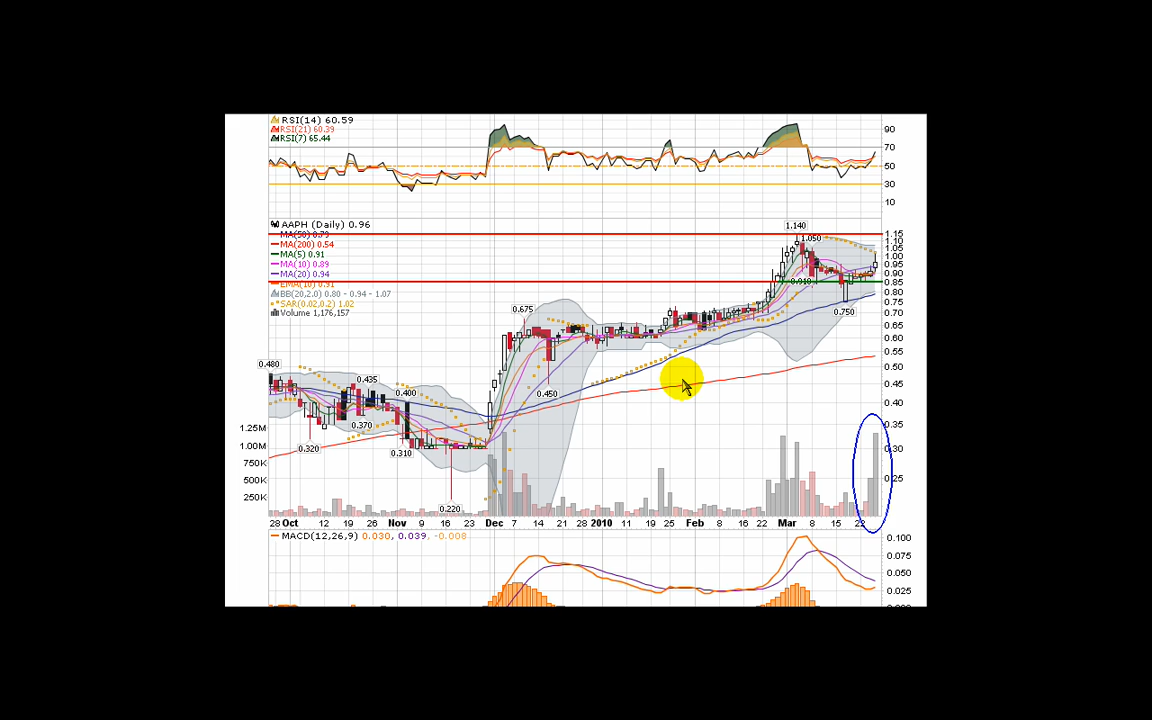 RSI(14) 60.59
RSI(21) 60.39
RSI(7) 65.44
90
70
50
30
10
AAPH (Daily) 0.96
MA(50) 0.79
MA(200) 0.54
MA(5) 0.91
MA(10) 0.89
MA(20) 0.94
EMA(10) 0.91
BB(20,2.0) 0.80 - 0.94 - 1.07
SAR(0.02,0.2) 1.02
Volume 1,176,157
1.140
1.050
0.910
0.750
0.675
0.480
0.435
0.400
0.450
0.370
0.320
0.310
0.220
1.15
1.10
1.05
1.00
0.95
0.90
0.85
0.80
0.75
0.70
0.65
0.60
0.55
0.50
0.45
0.40
0.35
0.30
0.25
1.25M
1.00M
750K
500K
250K
28 Oct 12 19 26 Nov 9 16 23 Dec 7 14 21 28 2010 11 19 25 Feb 8 16 22 Mar 8 15 22
MACD(12,26,9) 0.030, 0.039, -0.008
0.100
0.075
0.050
0.025